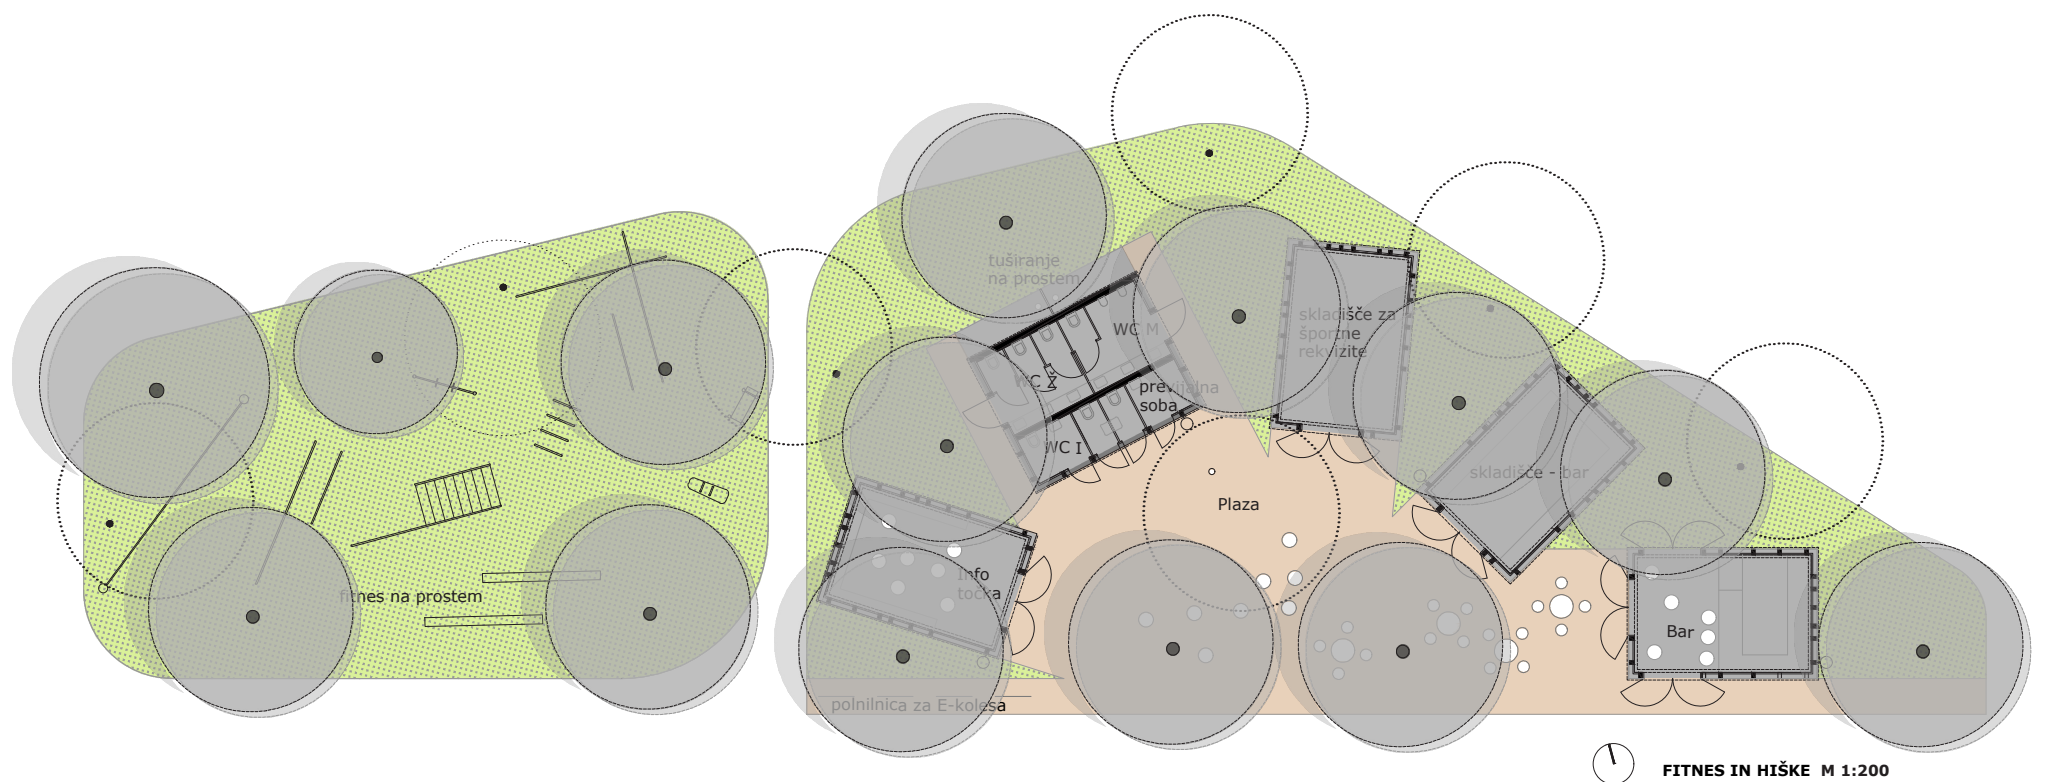 tuširanje
na prostem
WC M
skladišče za
športne
rekvizite
WC Ž
previjalna
soba
WC I
skladišče - bar
Plaza
Info
točka
fitnes na prostem
Bar
polnilnica za E-kolesa
FITNES IN HIŠKE M 1:200